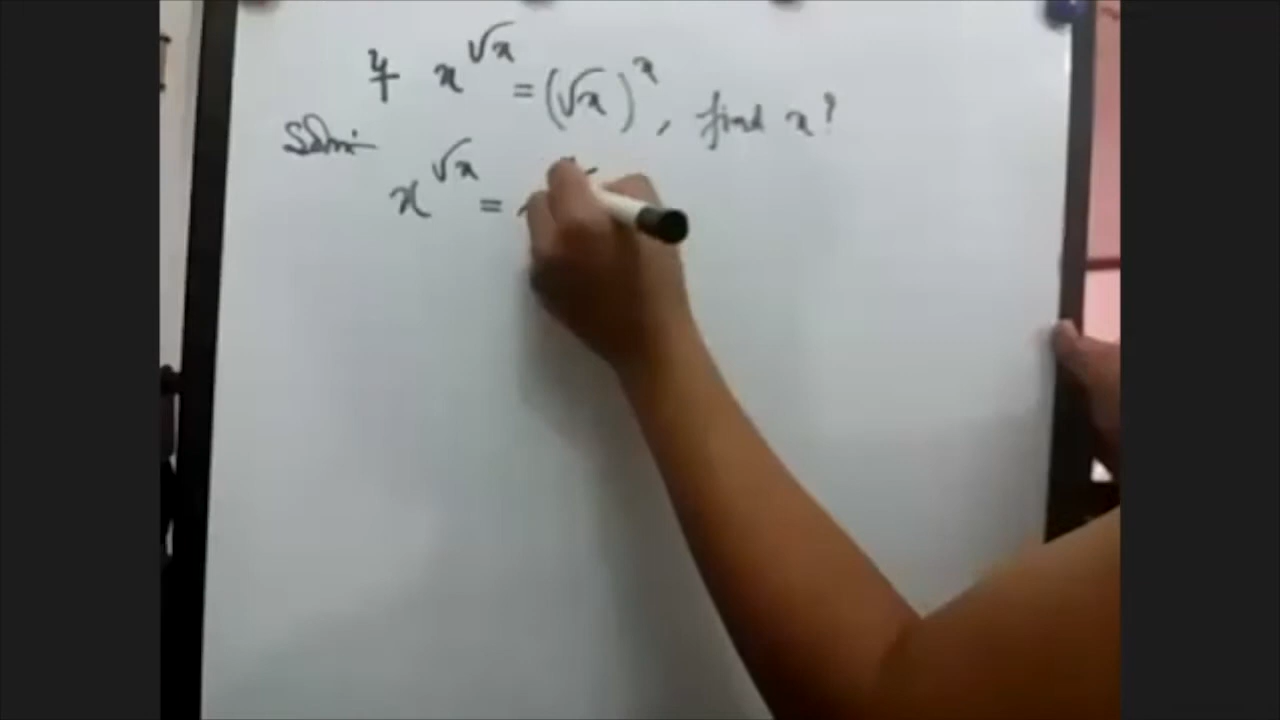 If x^√x = (√x)^x, find x?
Soln:
x^√x =